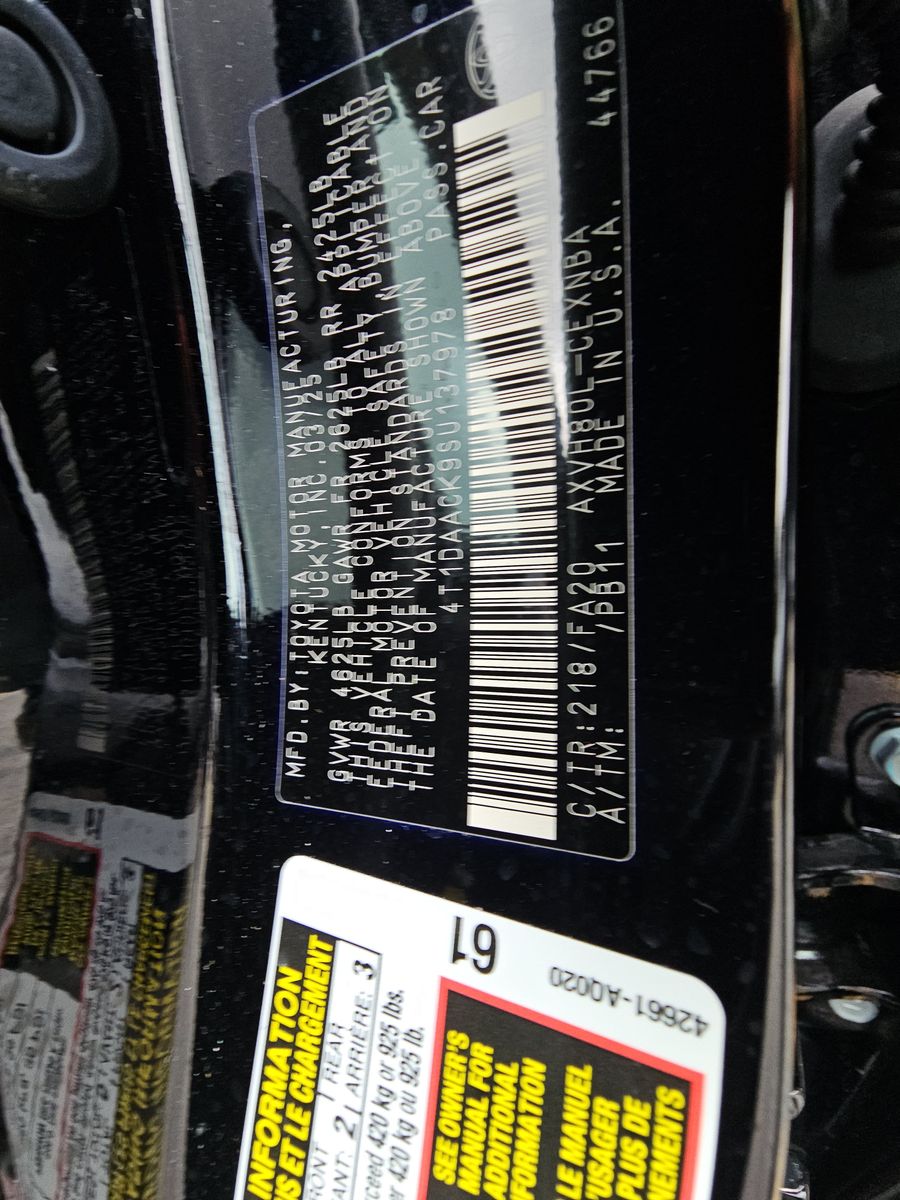 MFD.BY:TOYOTA MOTOR MANUFACTURING,
KENTUCKY, INC.03/25
GVWR 4625LB GAWR FR 2625LB RR 2425LB
THIS VEHICLE CONFORMS TO ALL APPLICABLE
FEDERAL MOTOR VEHICLE SAFETY, BUMPER, AND
THEFT PREVENTION STANDARDS IN EFFECT ON
THE DATE OF MANUFACTURE SHOWN ABOVE
4T1DAACK9SU137978 PASS.CAR
C/TR:218/FA20 AXVH80L-CEXNBA 44766
A/TM: /PB11 MADE IN U.S.A.
61
42661-AQ020
INFORMATION
ET LE CHARGEMENT
FRONT 2 REAR 3
ARRIÈRE:
exceed 420 kg or 925 lbs.
420 kg ou 925 lb.
SEE OWNER'S
MANUAL FOR
ADDITIONAL
INFORMATION
LE MANUEL
PLUS DE